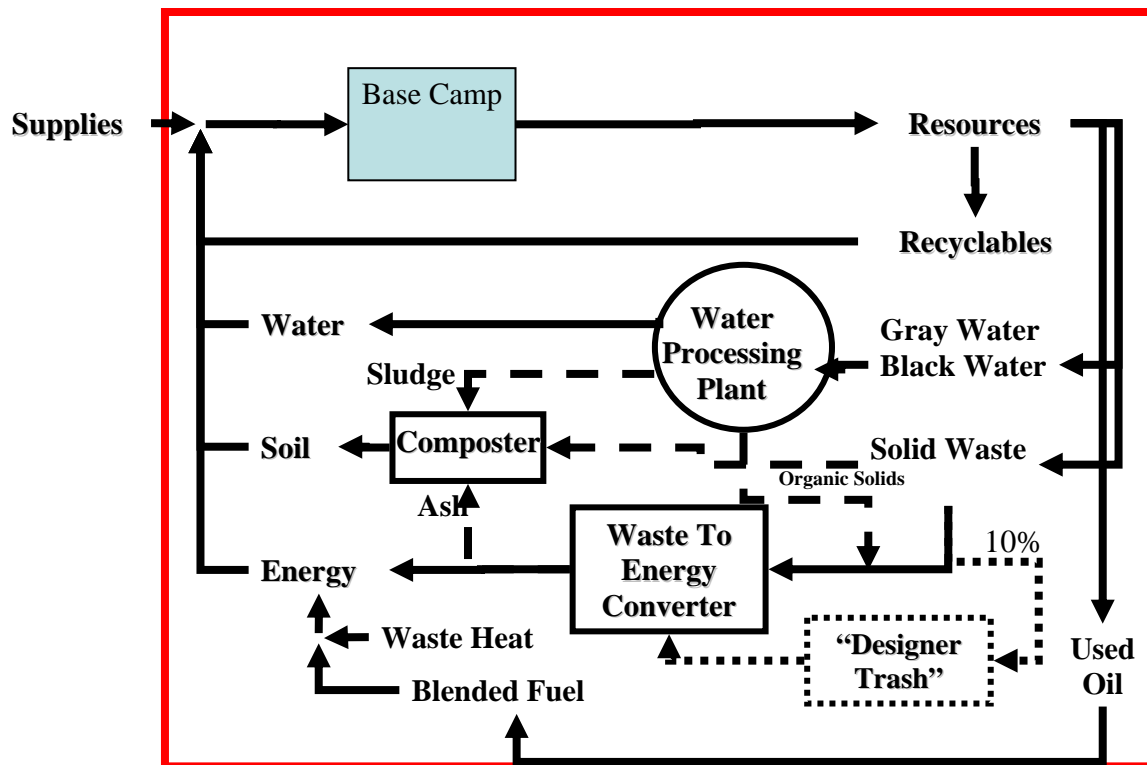 Base Camp
Supplies
Resources
Recyclables
Water
Water
Processing
Plant
Gray Water
Black Water
Sludge
Composter
Soil
Solid Waste
Organic Solids
Ash
Waste To
Energy
Converter
10%
Energy
Waste Heat
“Designer
Trash”
Used
Oil
Blended Fuel